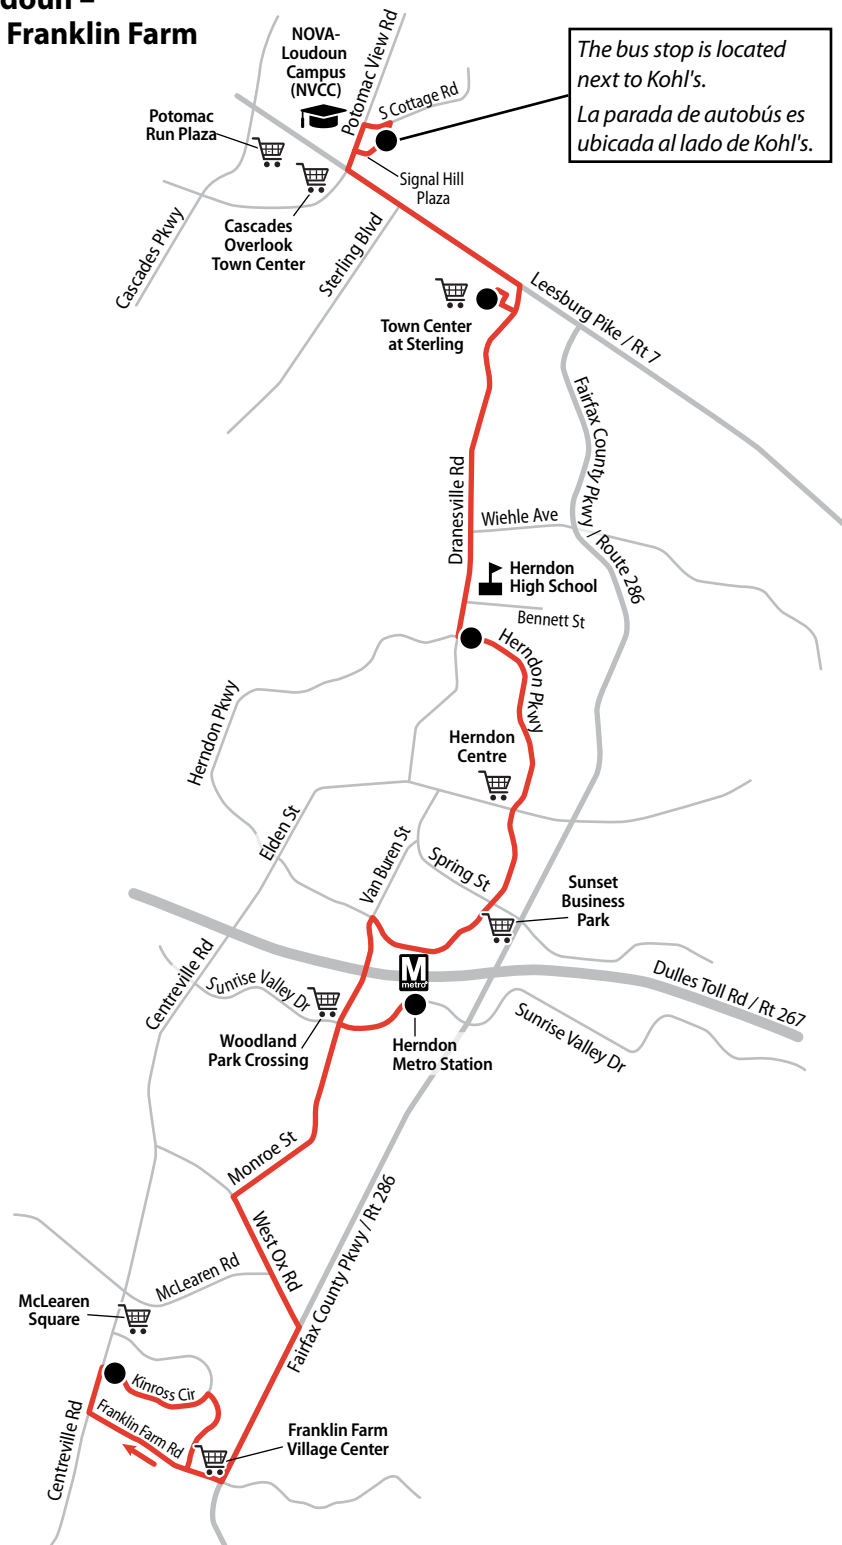 doun –
Franklin Farm
NOVA-
Loudoun
Campus
(NVCC)
Potomac View Rd
S Cottage Rd
The bus stop is located
next to Kohl's.
La parada de autobús es
ubicada al lado de Kohl's.
Potomac
Run Plaza
Signal Hill
Plaza
Cascades Pkwy
Cascades
Overlook
Town Center
Sterling Blvd
Leesburg Pike / Rt 7
Town Center
at Sterling
Fairfax County Pkwy / Route 286
Dranesville Rd
Wiehle Ave
Herndon
High School
Bennett St
Herndon Pkwy
Herndon Pkwy
Herndon
Centre
Elden St
Van Buren St
Spring St
Sunset
Business
Park
Centreville Rd
M
metro
Dulles Toll Rd / Rt 267
Sunrise Valley Dr
Sunrise Valley Dr
Woodland
Park Crossing
Herndon
Metro Station
Monroe St
West Ox Rd
Fairfax County Pkwy / Rt 286
McLearen Rd
McLearen
Square
Kinross Cir
Franklin Farm Rd
Centreville Rd
Franklin Farm
Village Center